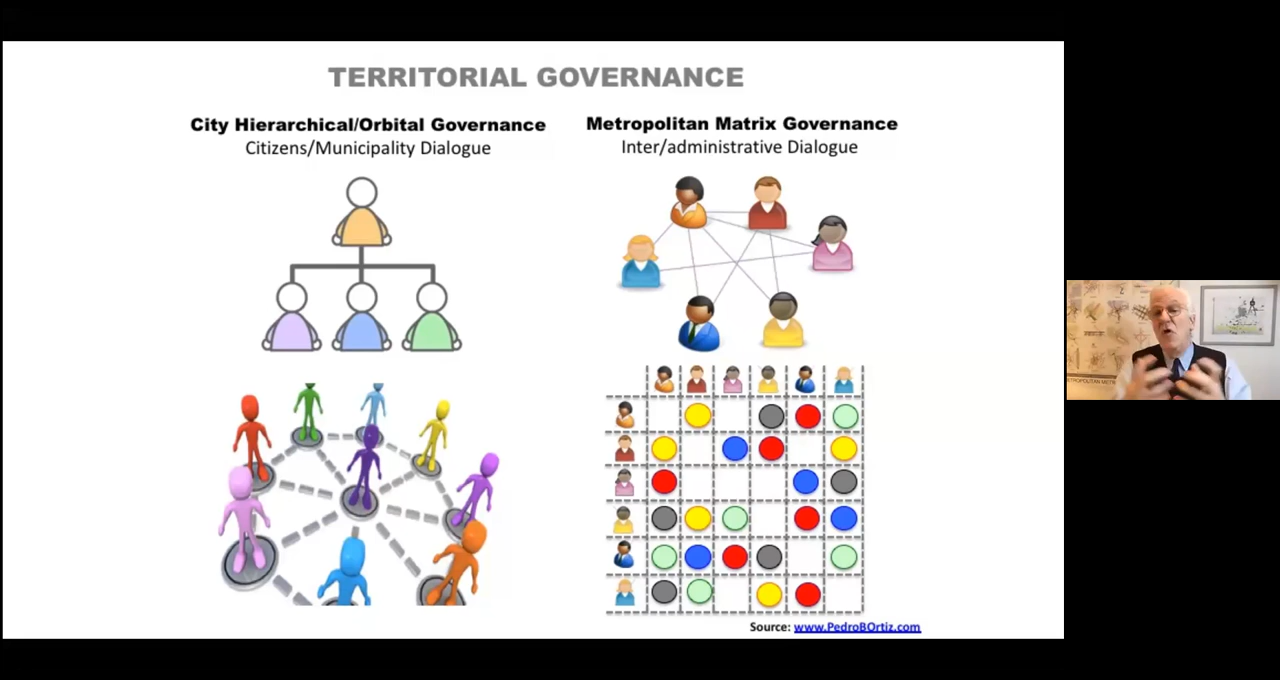 TERRITORIAL GOVERNANCE
City Hierarchical/Orbital Governance
Citizens/Municipality Dialogue
Metropolitan Matrix Governance
Inter/administrative Dialogue
Source: www.PedroBOrtiz.com